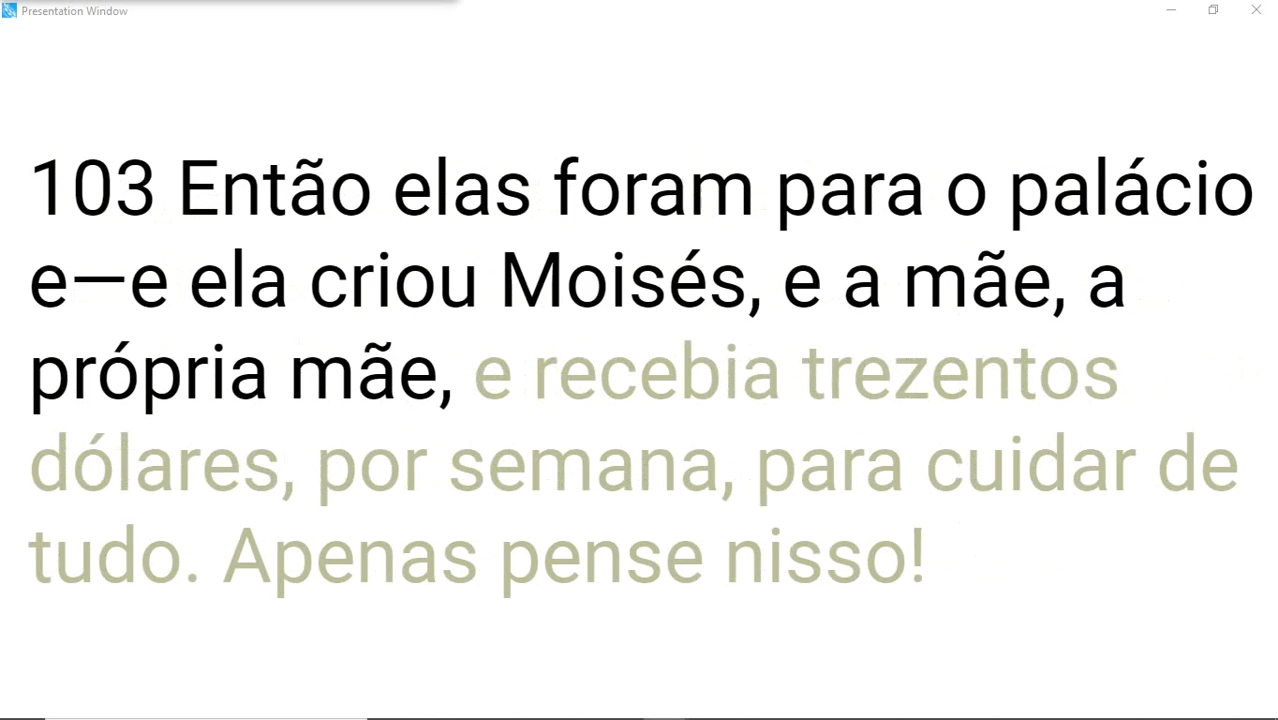 Presentation Window
103 Então elas foram para o palácio
e—e ela criou Moisés, e a mãe, a
própria mãe, e recebia trezentos
dólares, por semana, para cuidar de
tudo. Apenas pense nisso!